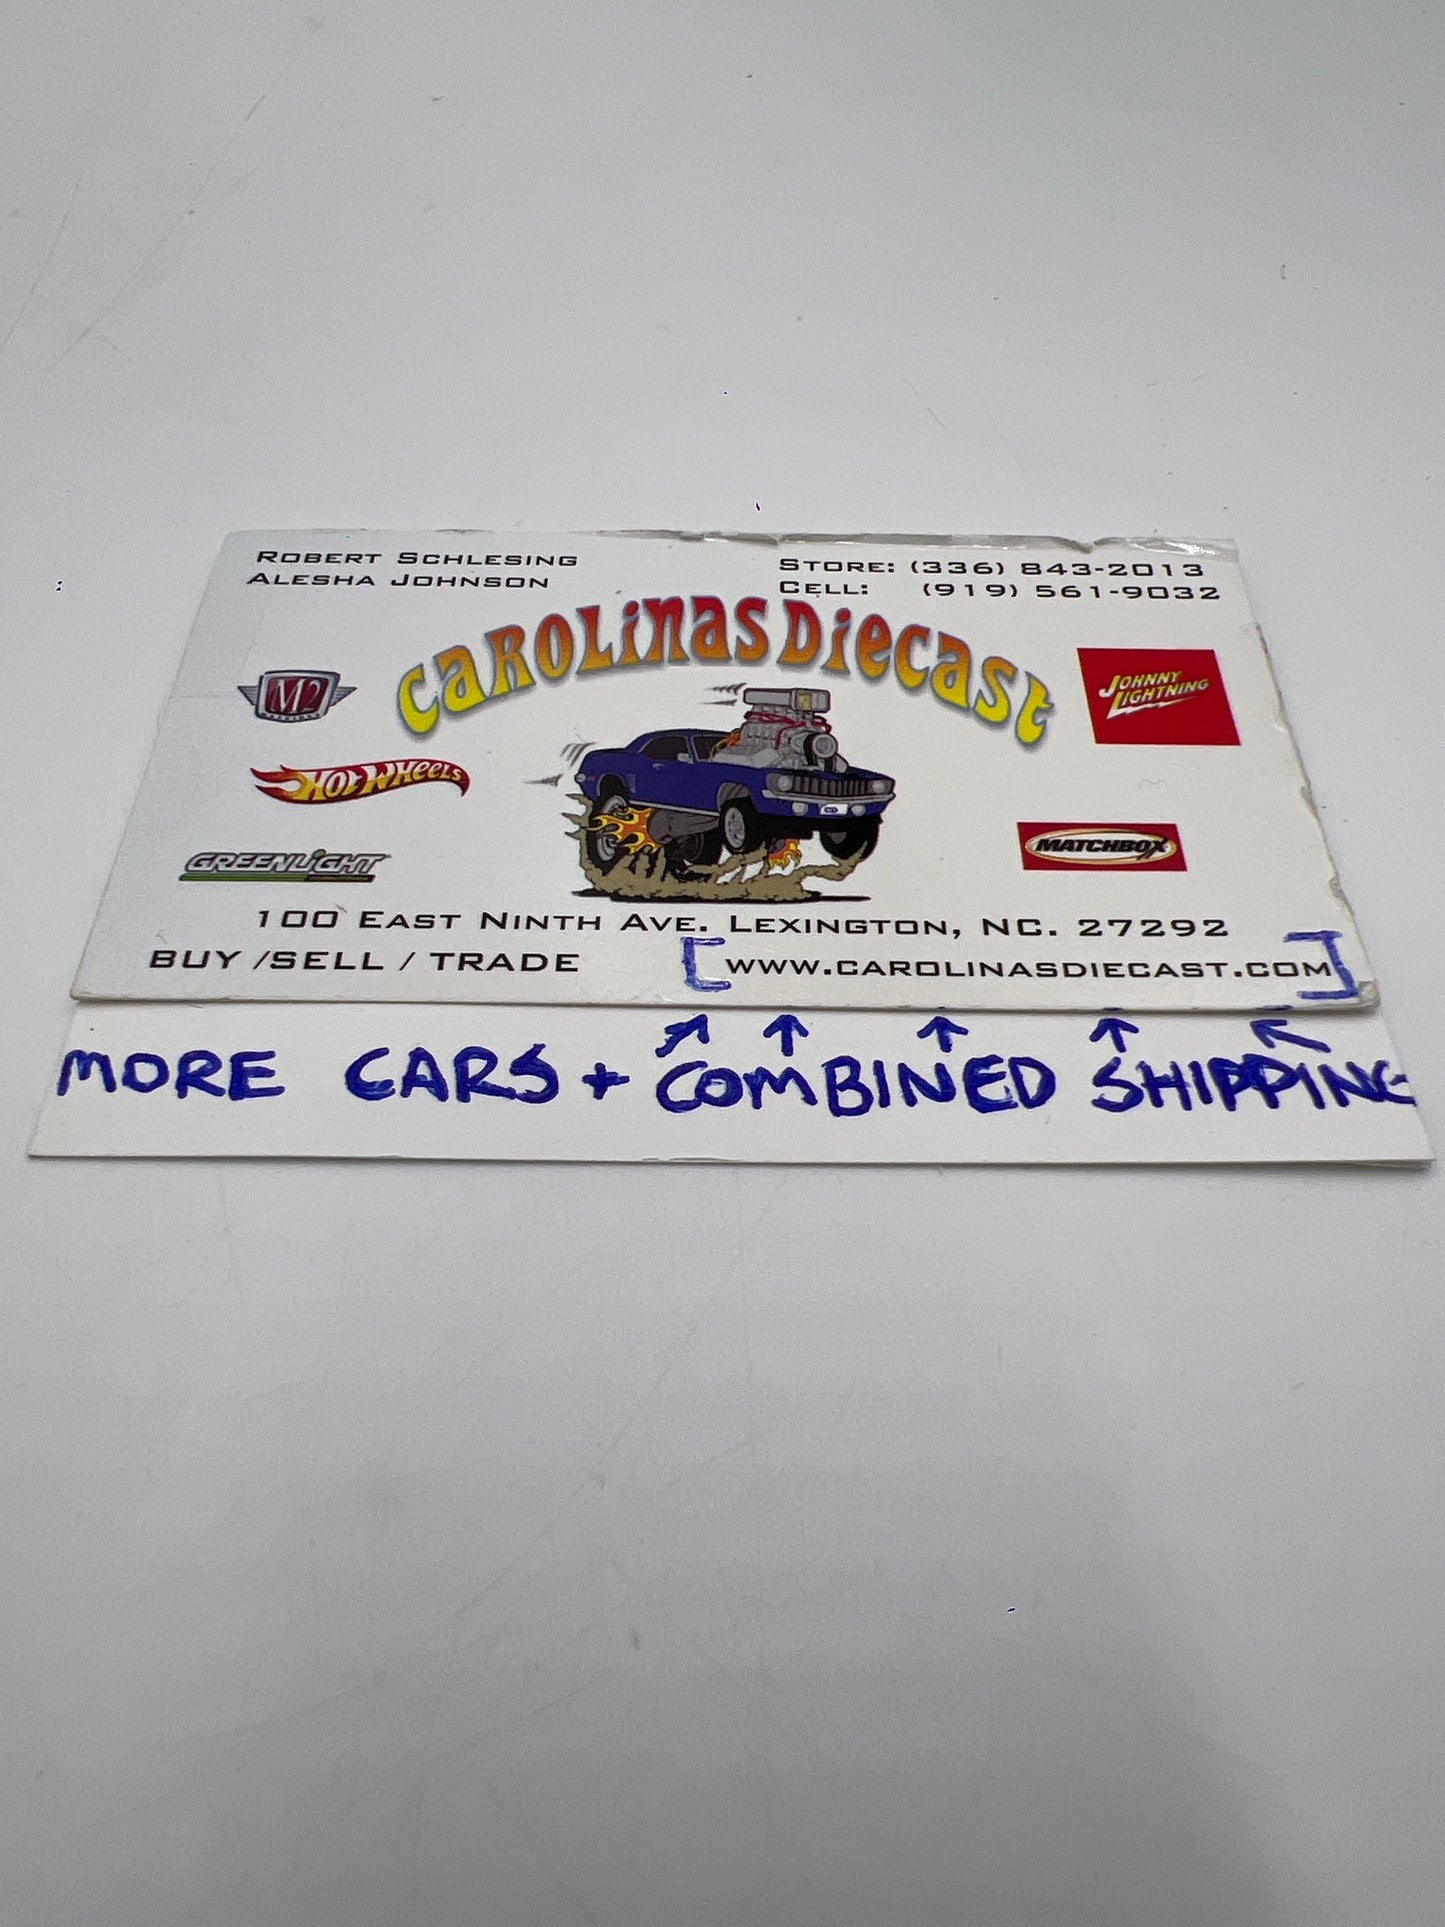 ROBERT SCHLESING
ALESHA JOHNSON
STORE: (336) 843-2013
CELL: (919) 561-9032
CAROLINAS DIECAST
M2
JOHNNY LIGHTNING
HOT WHEELS
GREENLIGHT
MATCHBOX
100 EAST NINTH AVE. LEXINGTON, NC. 27292
BUY /SELL / TRADE [WWW.CAROLINASDIECAST.COM]
MORE CARS + COMBINED SHIPPING